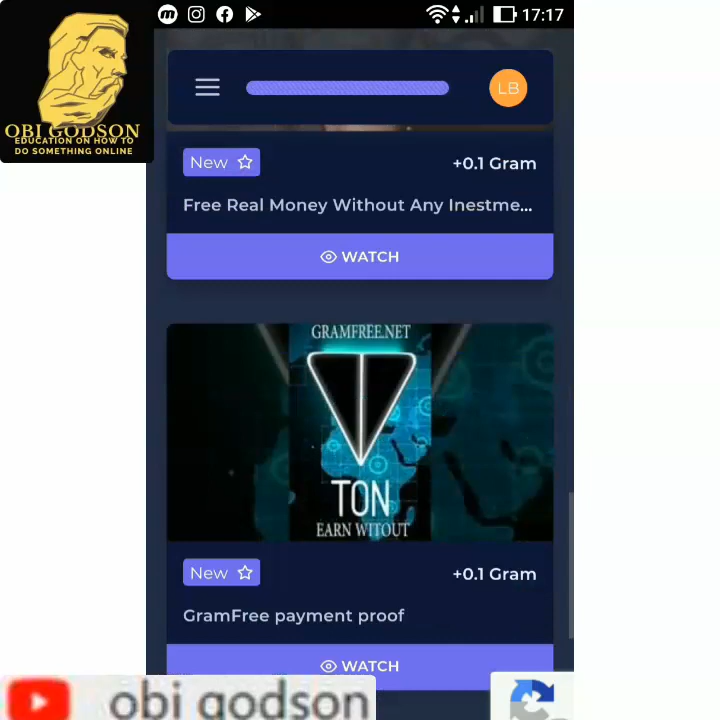 17:17
LB
OBI GODSON
EDUCATION ON HOW TO
DO SOMETHING ONLINE
New
+0.1 Gram
Free Real Money Without Any Inestme...
WATCH
GRAMFREE.NET
TON
EARN WITOUT
New
+0.1 Gram
GramFree payment proof
WATCH
obi godson